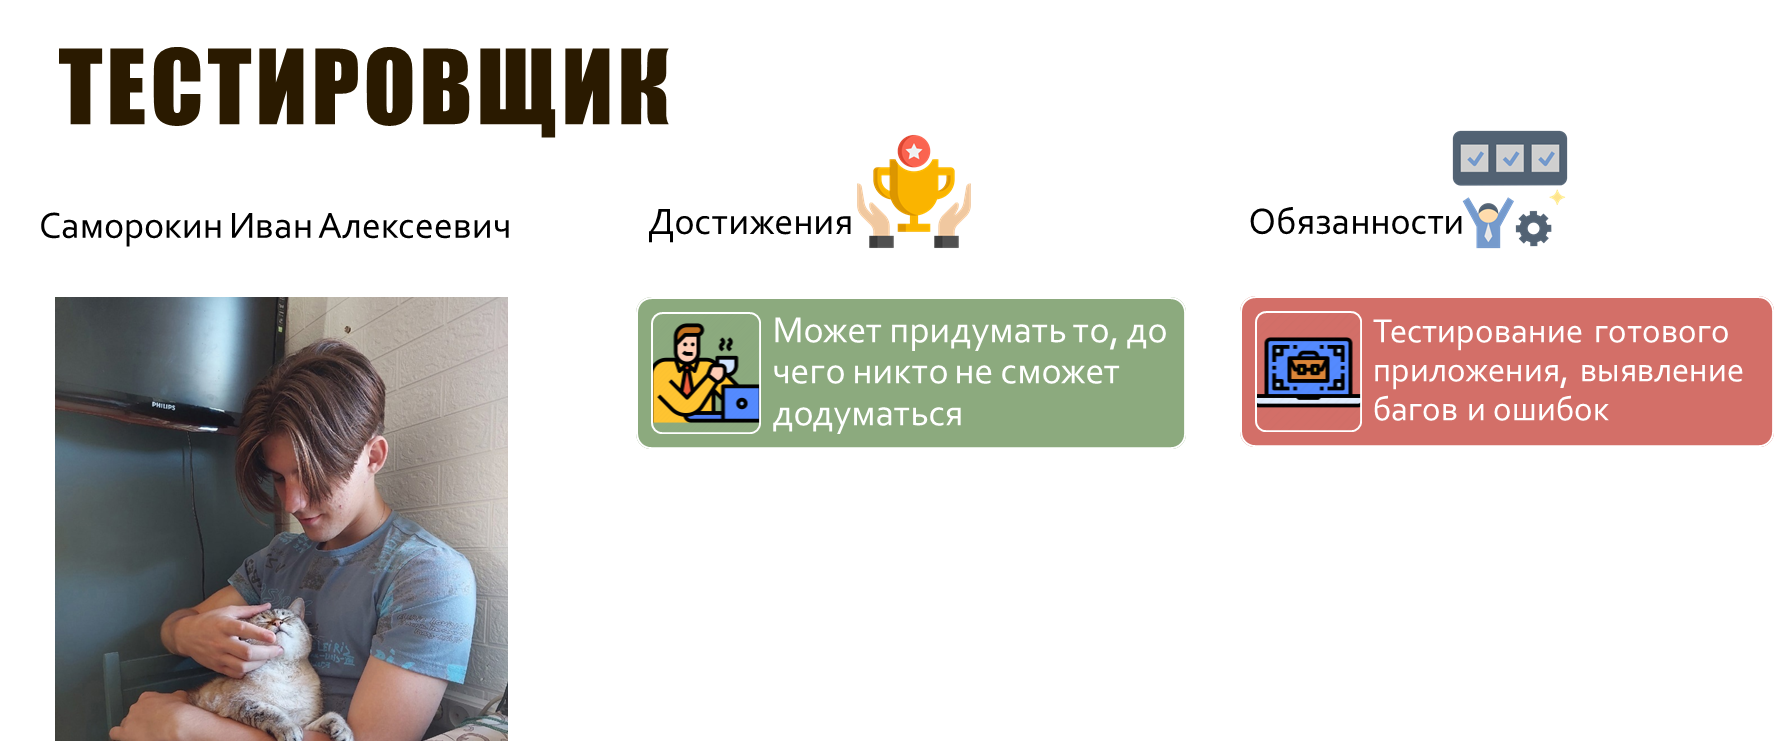 ТЕСТИРОВЩИК
Саморокин Иван Алексеевич
Достижения
Обязанности
Может придумать то, до
чего никто не сможет
додуматься
Тестирование готового
приложения, выявление
багов и ошибок
PHILIPS